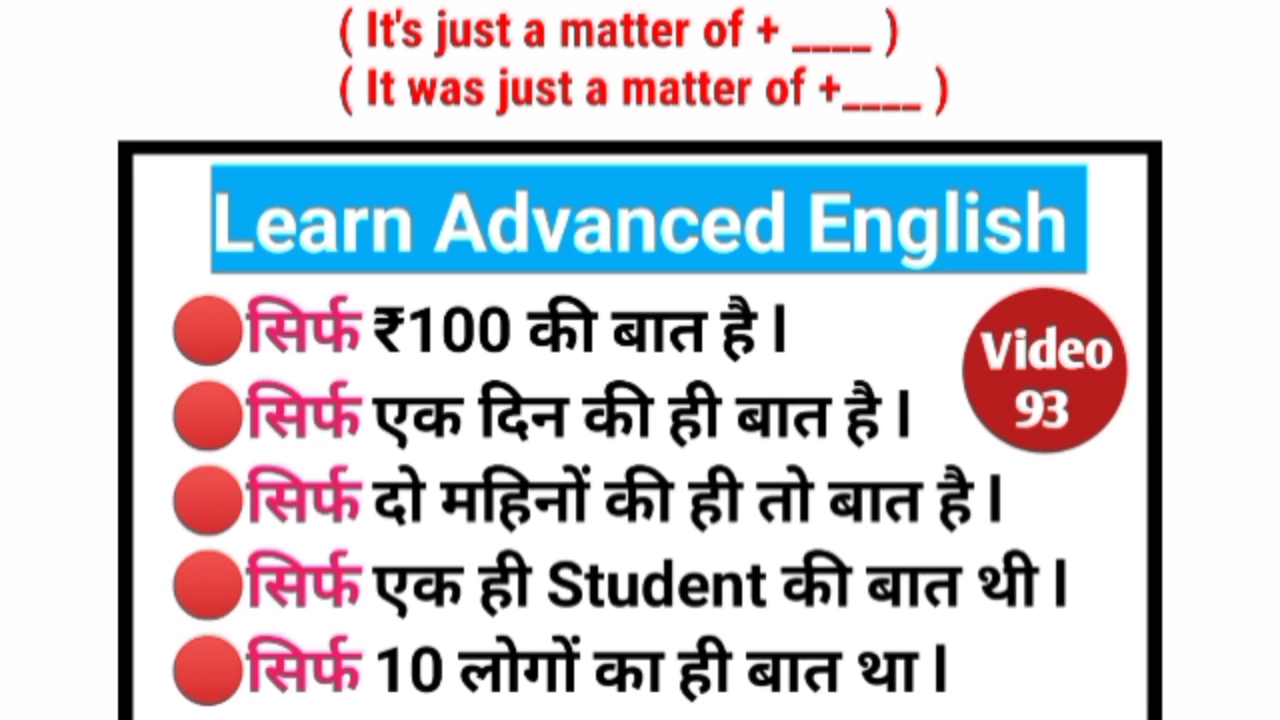 ( It's just a matter of + ____ )
( It was just a matter of +____ )
Learn Advanced English
सिर्फ ₹100 की बात है l
सिर्फ एक दिन की ही बात है l
सिर्फ दो महिनों की ही तो बात है l
सिर्फ एक ही Student की बात थी l
सिर्फ 10 लोगों का ही बात था l
Video
93